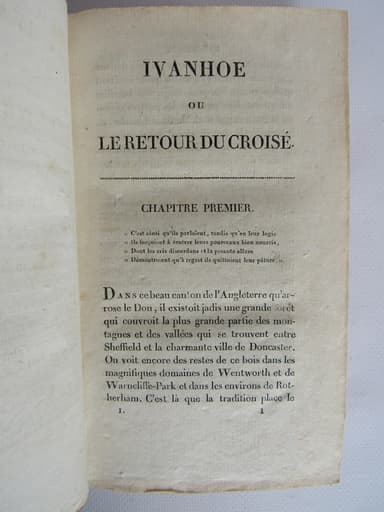 IVANHOE
OU
LE RETOUR DU CROISÉ.
CHAPITRE PREMIER.
« C'est ainsi qu'ils parloient, tandis qu'en leur logis
« Ils forçoient à rentrer leurs pourceaux bien nourris,
« Dont les cris discordans et la pesante allure
« Démontroient qu'à regret ils quittoient leur pâture. »
DANS ce beau canton de l'Angleterre qu'ar-
rose le Don, il existoit jadis une grande forêt
qui couvroit la plus grande partie des mon-
tagnes et des vallées qui se trouvent entre
Sheffield et la charmante ville de Doncaster.
On voit encore des restes de ce bois dans les
magnifiques domaines de Wentworth et de
Warncliffe-Park et dans les environs de Rot-
herham. C'est là que la tradition place le
1. 1